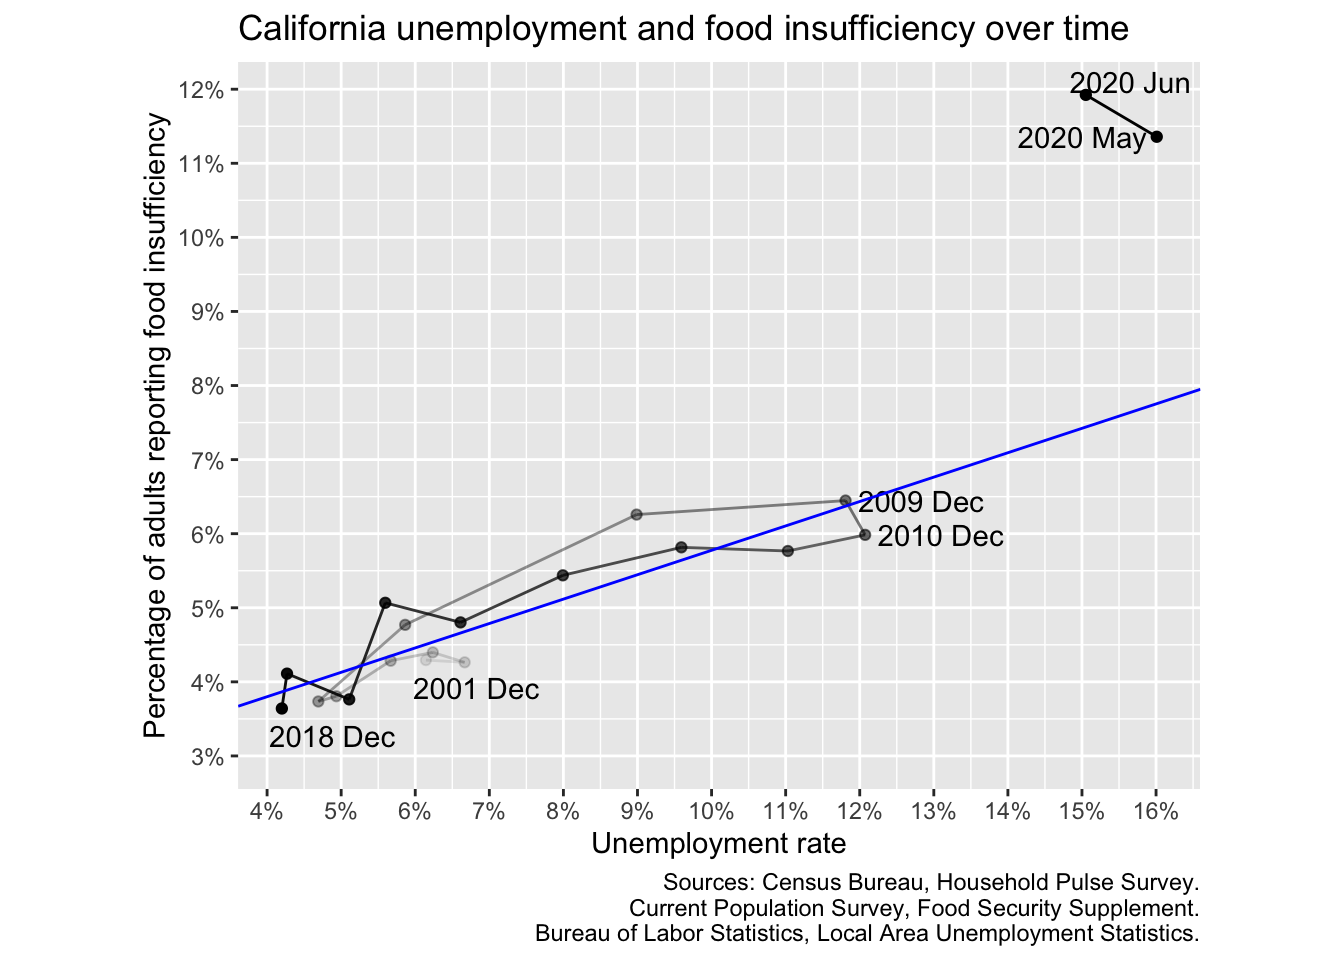 California unemployment and food insufficiency over time
Percentage of adults reporting food insufficiency
12%
11%
10%
9%
8%
7%
6%
5%
4%
3%
2020 Jun
2020 May
2009 Dec
2010 Dec
2001 Dec
2018 Dec
4% 5% 6% 7% 8% 9% 10% 11% 12% 13% 14% 15% 16%
Unemployment rate
Sources: Census Bureau, Household Pulse Survey.
Current Population Survey, Food Security Supplement.
Bureau of Labor Statistics, Local Area Unemployment Statistics.